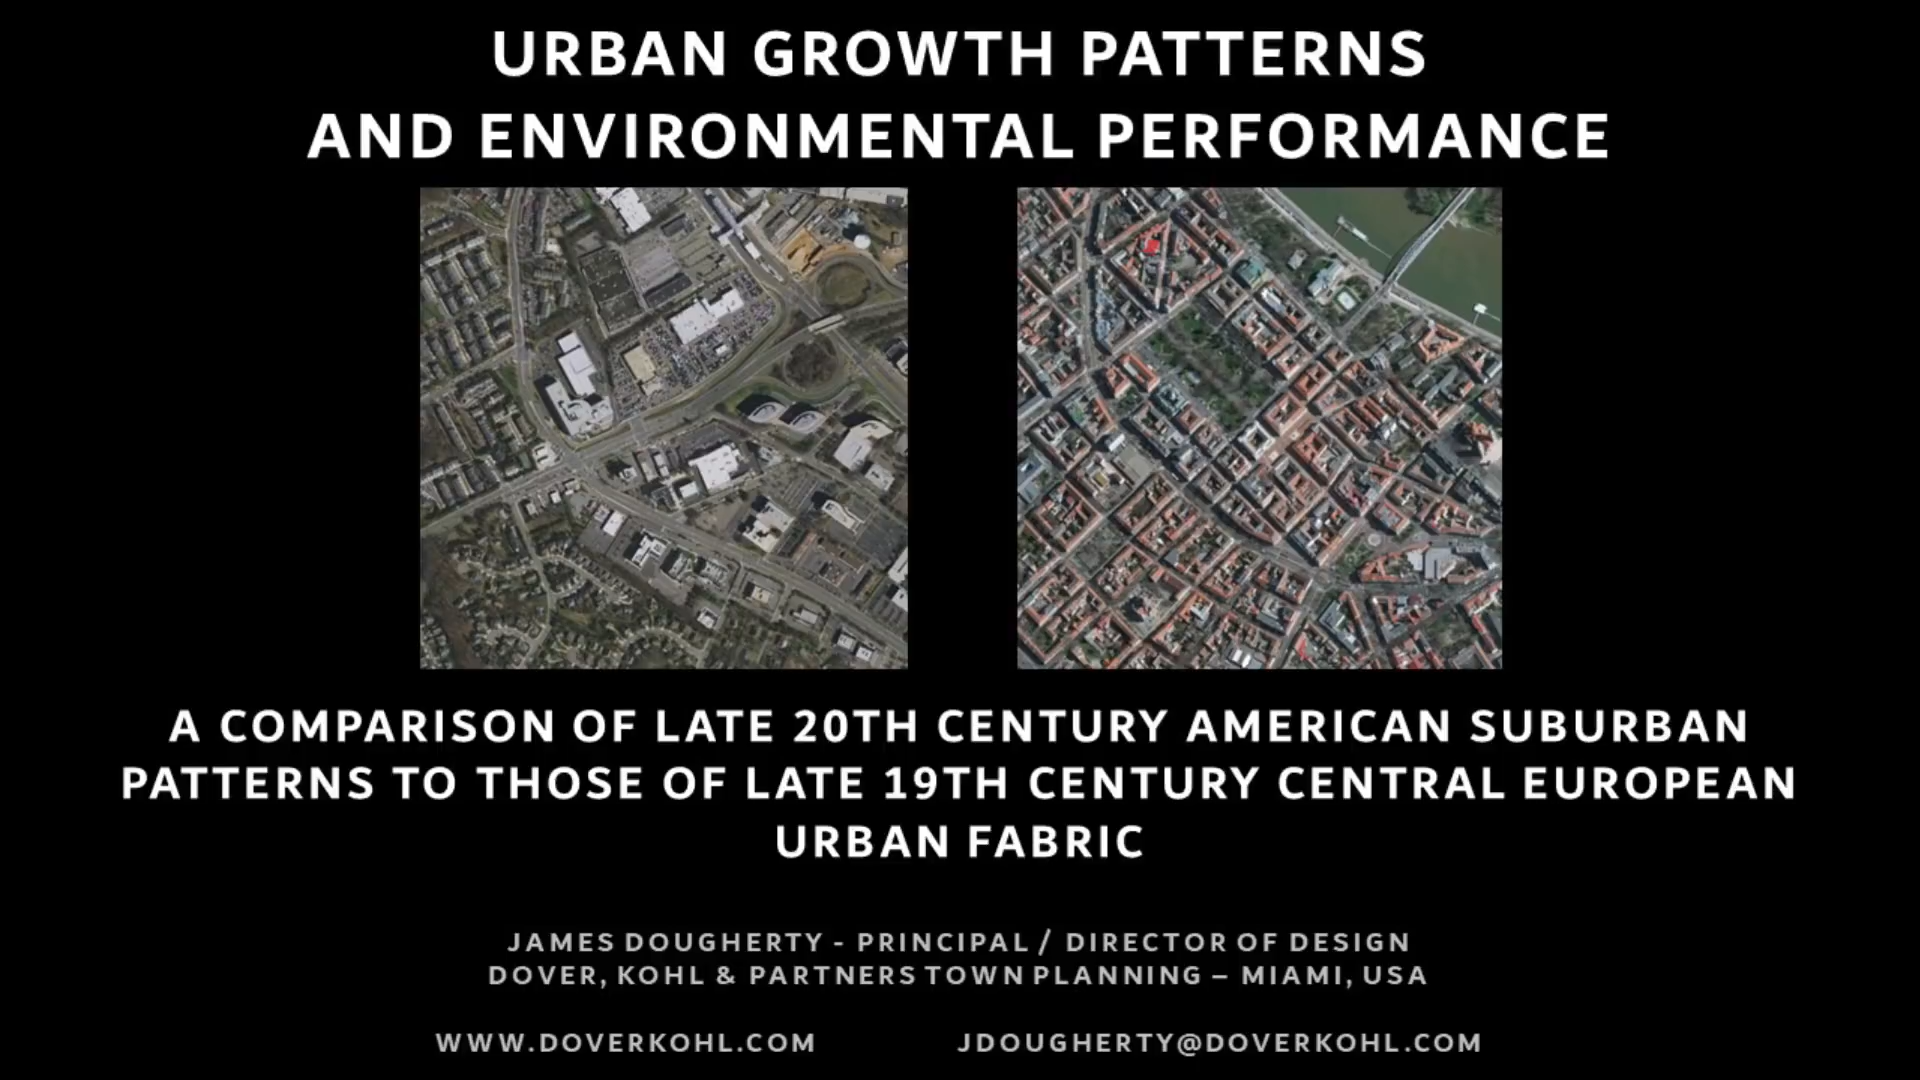 URBAN GROWTH PATTERNS
AND ENVIRONMENTAL PERFORMANCE
A COMPARISON OF LATE 20TH CENTURY AMERICAN SUBURBAN
PATTERNS TO THOSE OF LATE 19TH CENTURY CENTRAL EUROPEAN
URBAN FABRIC
JAMES DOUGHERTY - PRINCIPAL / DIRECTOR OF DESIGN
DOVER, KOHL & PARTNERS TOWN PLANNING – MIAMI, USA
WWW.DOVERKOHL.COM JDOUGHERTY@DOVERKOHL.COM